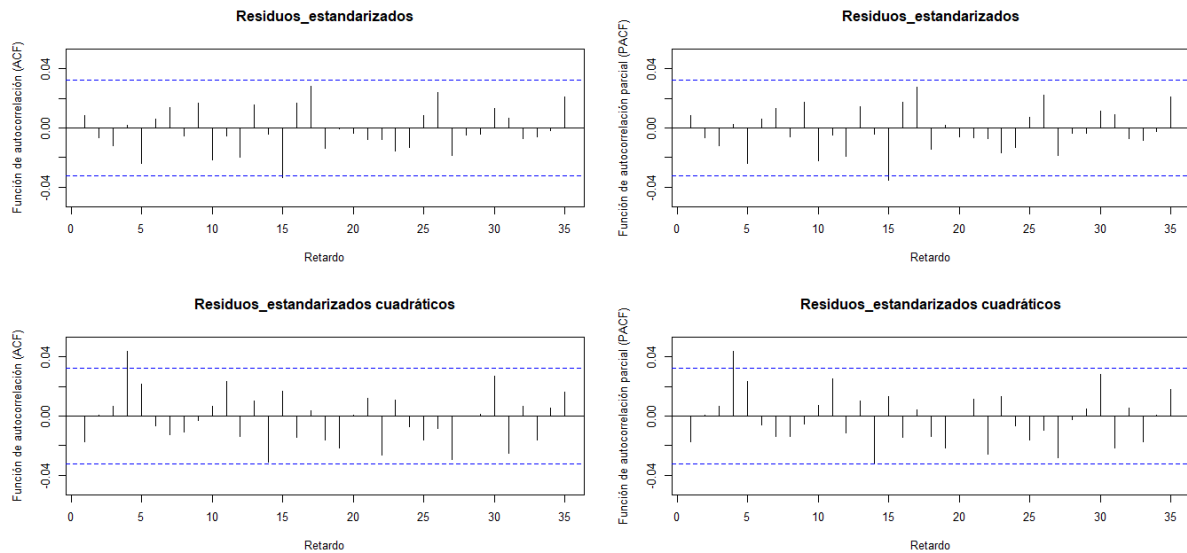 Residuos_estandarizados
Función de autocorrelación (ACF)
0.04
0.00
-0.04
0 5 10 15 20 25 30 35
Retardo
Residuos_estandarizados
Función de autocorrelación parcial (PACF)
0.04
0.00
-0.04
0 5 10 15 20 25 30 35
Retardo
Residuos_estandarizados cuadráticos
Función de autocorrelación (ACF)
0.04
0.00
-0.04
0 5 10 15 20 25 30 35
Retardo
Residuos_estandarizados cuadráticos
Función de autocorrelación parcial (PACF)
0.04
0.00
-0.04
0 5 10 15 20 25 30 35
Retardo